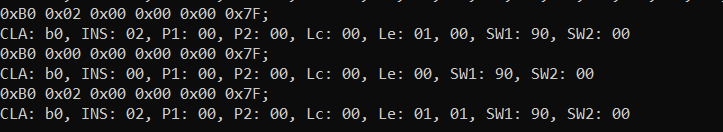 0xB0 0x02 0x00 0x00 0x00 0x7F;
CLA: b0, INS: 02, P1: 00, P2: 00, Lc: 00, Le: 01, 00, SW1: 90, SW2: 00
0xB0 0x00 0x00 0x00 0x00 0x7F;
CLA: b0, INS: 00, P1: 00, P2: 00, Lc: 00, Le: 00, SW1: 90, SW2: 00
0xB0 0x02 0x00 0x00 0x00 0x7F;
CLA: b0, INS: 02, P1: 00, P2: 00, Lc: 00, Le: 01, 01, SW1: 90, SW2: 00